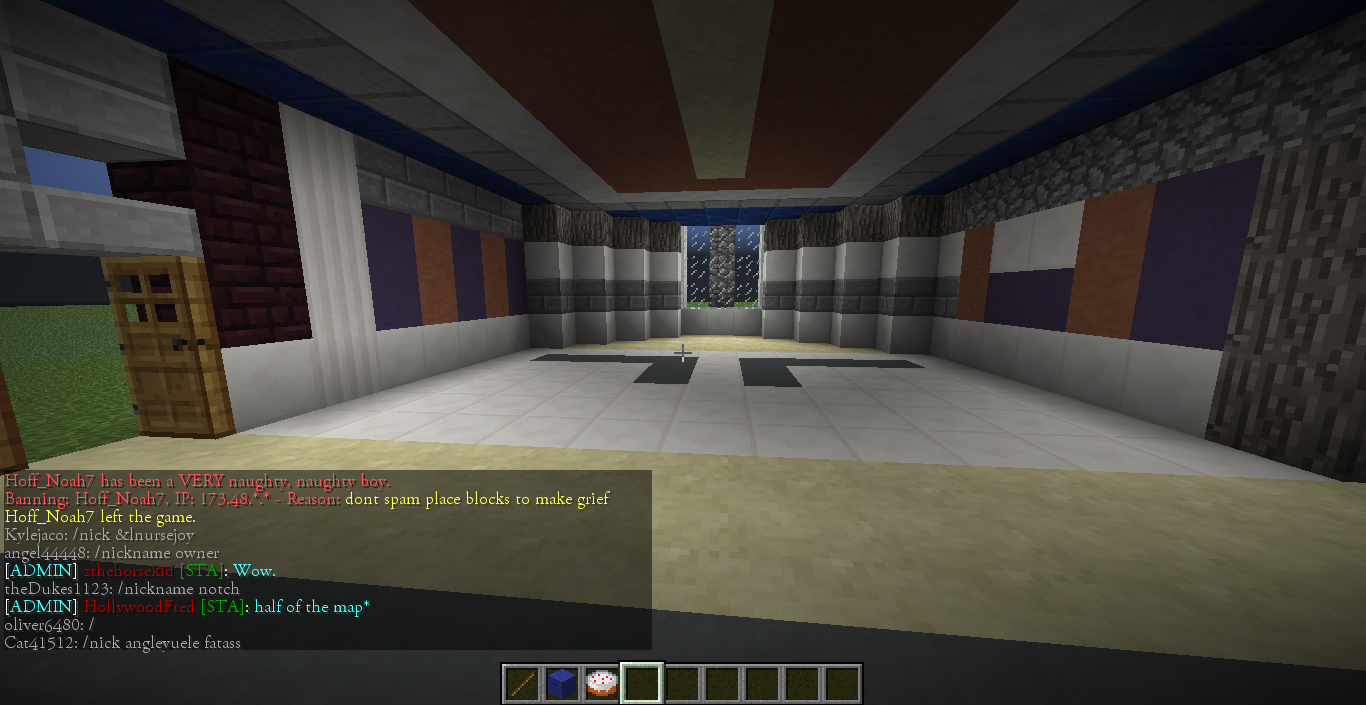 Hoff_Noah7 has been a VERY naughty, naughty boy.
Banning: Hoff_Noah7, IP: 173.48.*.* - Reason: dont spam place blocks to make grief
Hoff_Noah7 left the game.
Kylejaco: /nick &lnursejoy
angel44448: /nickname owner
[ADMIN] zthehorsekid [STA]: Wow.
theDukes1123: /nickname notch
[ADMIN] HollywoodFred [STA]: half of the map*
oliver6480: /
Cat41512: /nick angleyuele fatass